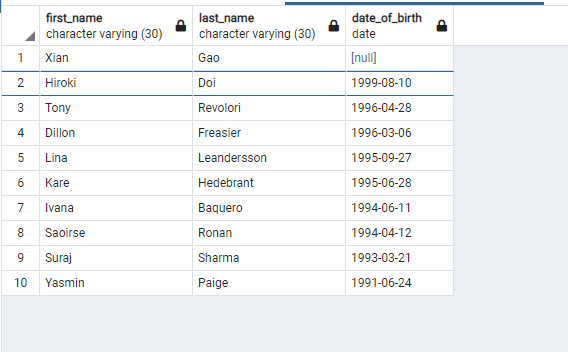 first_name last_name date_of_birth
character varying (30) character varying (30) date
1 Xian Gao [null]
2 Hiroki Doi 1999-08-10
3 Tony Revolori 1996-04-28
4 Dillon Freasier 1996-03-06
5 Lina Leandersson 1995-09-27
6 Kare Hedebrant 1995-06-28
7 Ivana Baquero 1994-06-11
8 Saoirse Ronan 1994-04-12
9 Suraj Sharma 1993-03-21
10 Yasmin Paige 1991-06-24